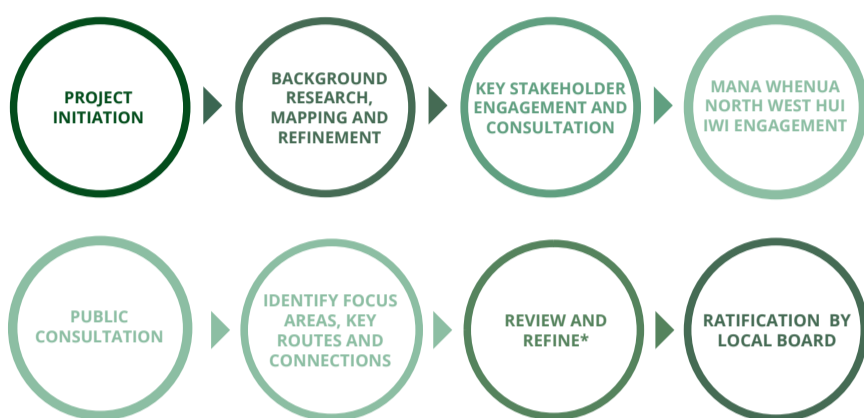 PROJECT
INITIATION
BACKGROUND
RESEARCH,
MAPPING AND
REFINEMENT
KEY STAKEHOLDER
ENGAGEMENT AND
CONSULTATION
MANA WHENUA
NORTH WEST HUI
IWI ENGAGEMENT
PUBLIC
CONSULTATION
IDENTIFY FOCUS
AREAS, KEY
ROUTES AND
CONNECTIONS
REVIEW AND
REFINE*
RATIFICATION BY
LOCAL BOARD